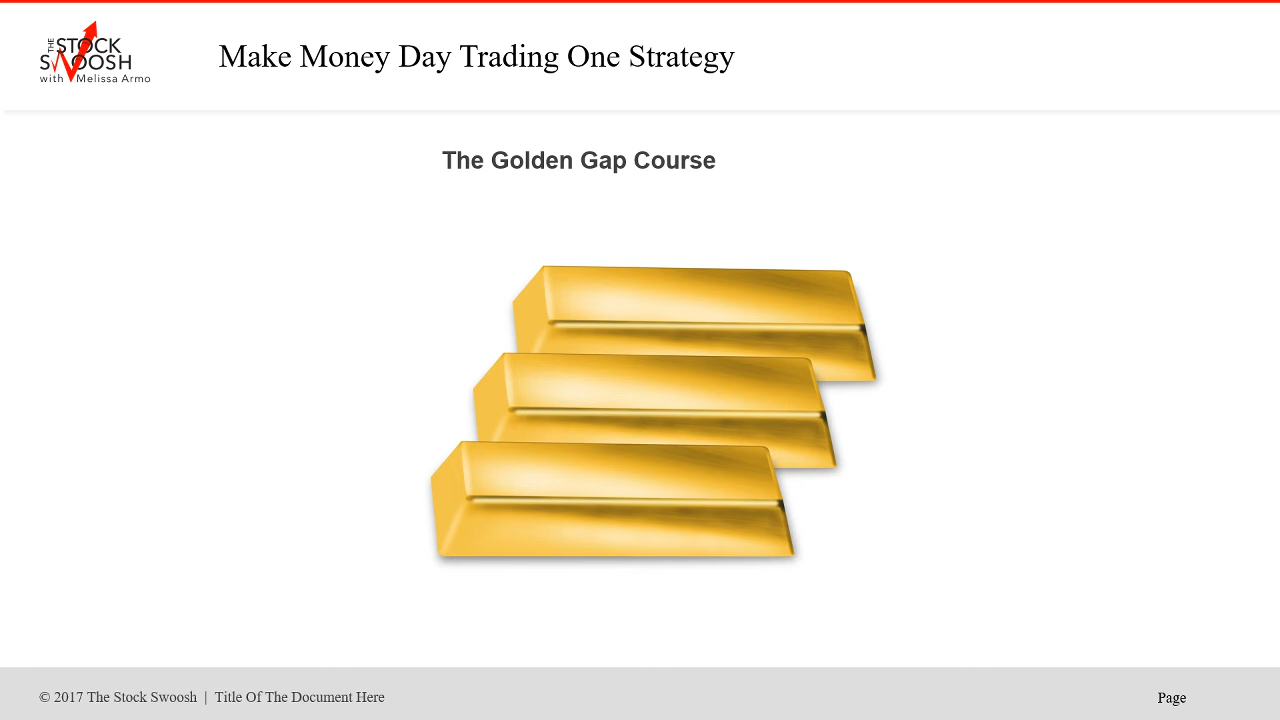 THE STOCK
SWOOSH
with Melissa Armo
Make Money Day Trading One Strategy
The Golden Gap Course
© 2017 The Stock Swoosh | Title Of The Document Here
Page